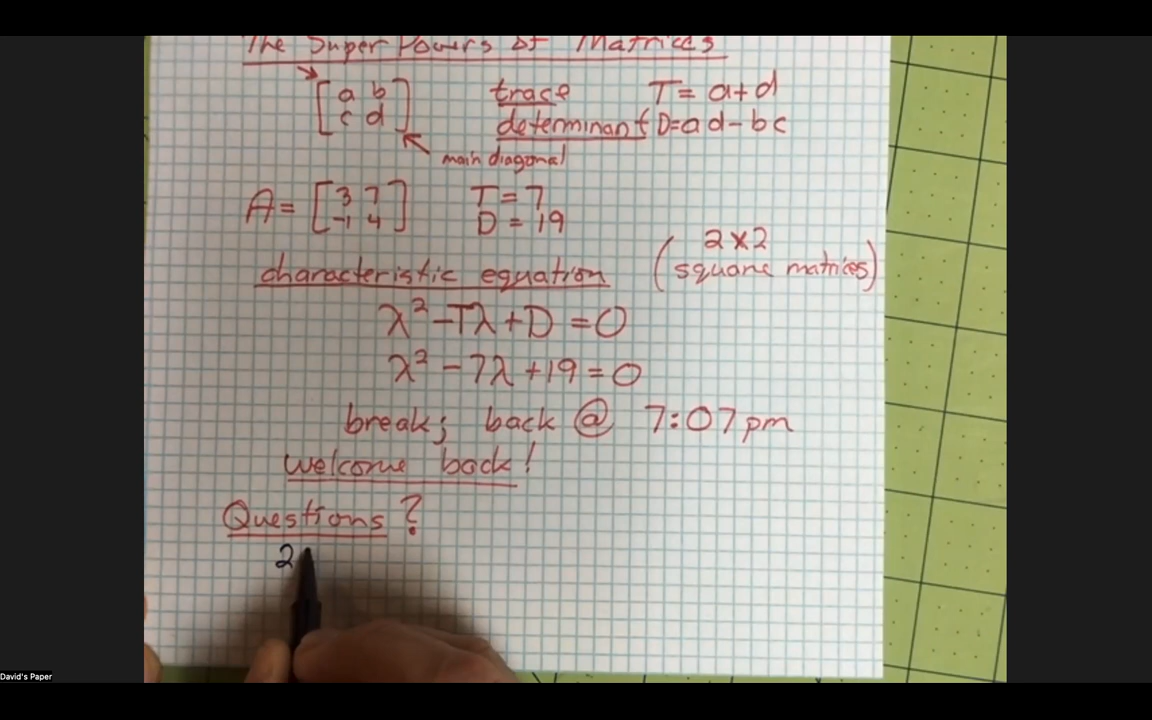 The Super Powers of Matrices
[a b
c d]
trace T = a+d
determinant D=ad-bc
main diagonal
A = [3 7
-1 4]
T = 7
D = 19
characteristic equation
(2x2
square matrices)
λ² -Tλ +D = 0
λ² - 7λ +19 = 0
break; back @ 7:07pm
Welcome back!
Questions?
2
David's Paper